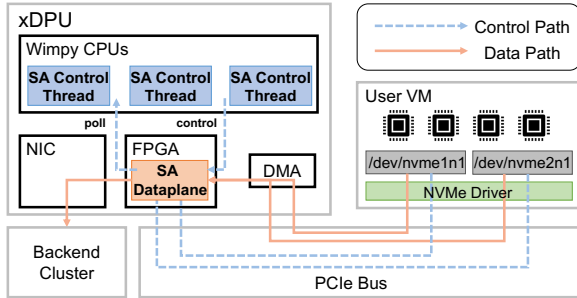 xDPU
Wimpy CPUs
SA Control
Thread
SA Control
Thread
SA Control
Thread
poll
control
NIC
FPGA
SA
Dataplane
DMA
Backend
Cluster
PCIe Bus
Control Path
Data Path
User VM
/dev/nvme1n1
/dev/nvme2n1
NVMe Driver